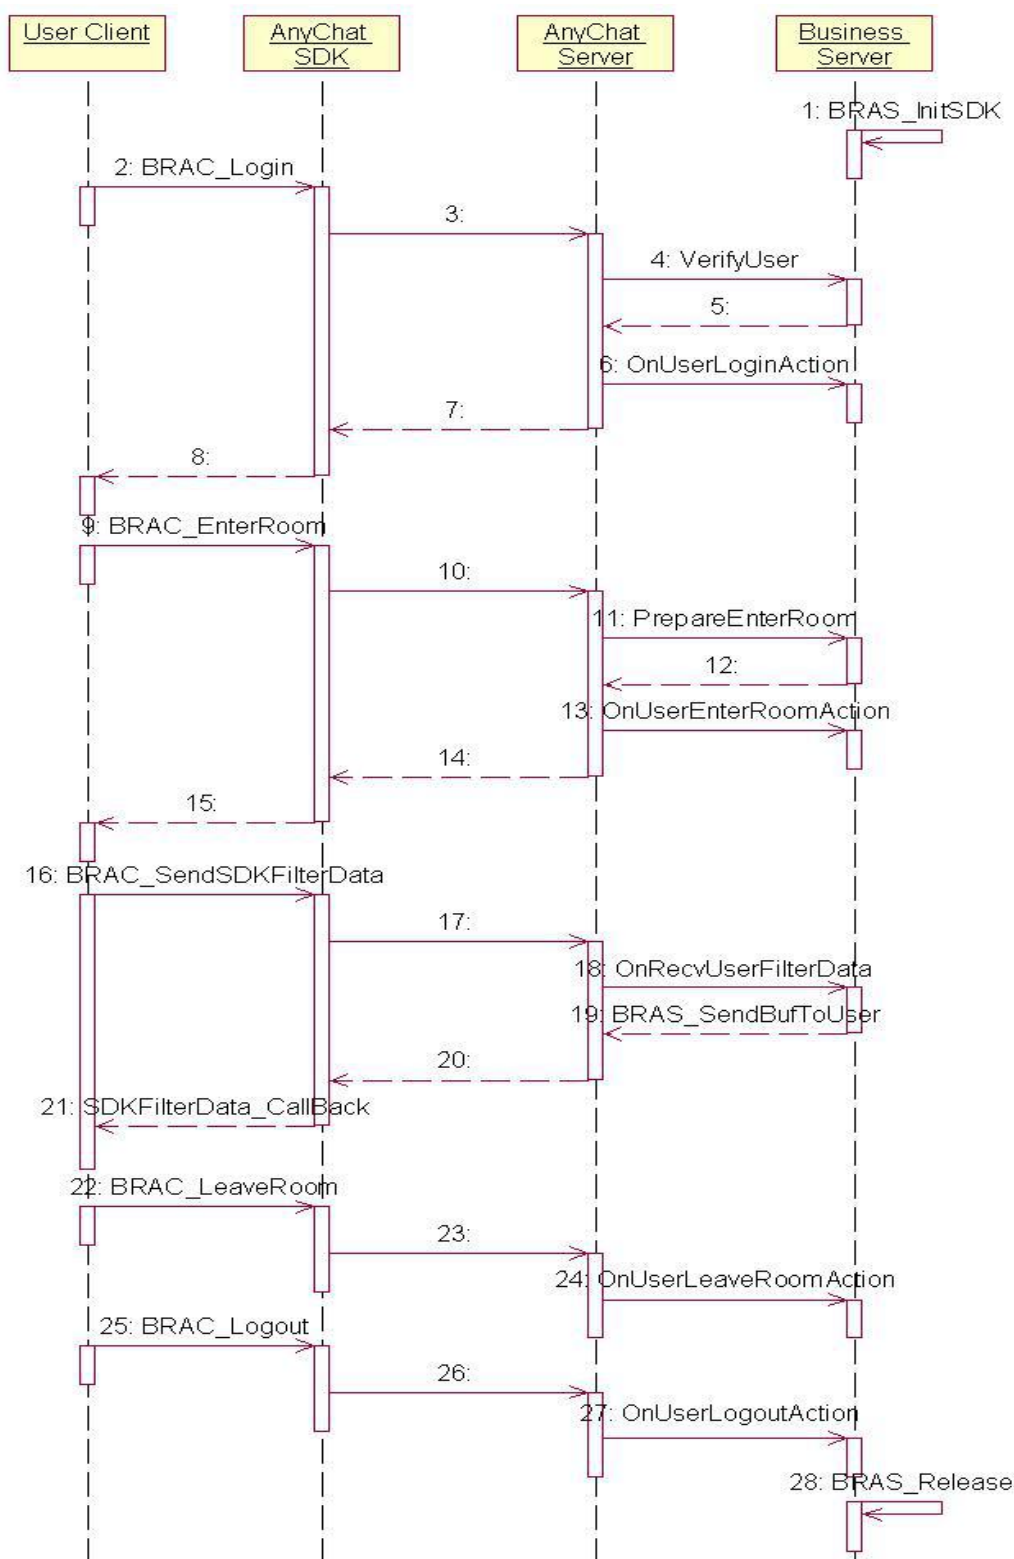 User Client
AnyChat
SDK
AnyChat
Server
Business
Server
1: BRAS_InitSDK
2: BRAC_Login
3:
4: VerifyUser
5:
6: OnUserLoginAction
7:
8:
9: BRAC_EnterRoom
10:
11: PrepareEnterRoom
12:
13: OnUserEnterRoomAction
14:
15:
16: BRAC_SendSDKFilterData
17:
18: OnRecvUserFilterData
19: BRAS_SendBufToUser
20:
21: SDKFilterData_CallBack
22: BRAC_LeaveRoom
23:
24: OnUserLeaveRoomAction
25: BRAC_Logout
26:
27: OnUserLogoutAction
28: BRAS_Release